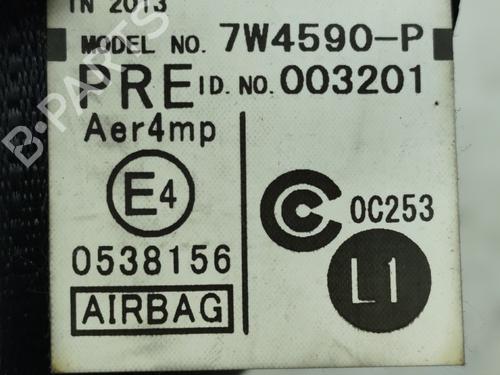 IN 2013
MODEL NO. 7W4590-P
PRE ID. NO. 003201
Aer4mp
E4
0C253
0538156
L1
AIRBAG
B-PARTS